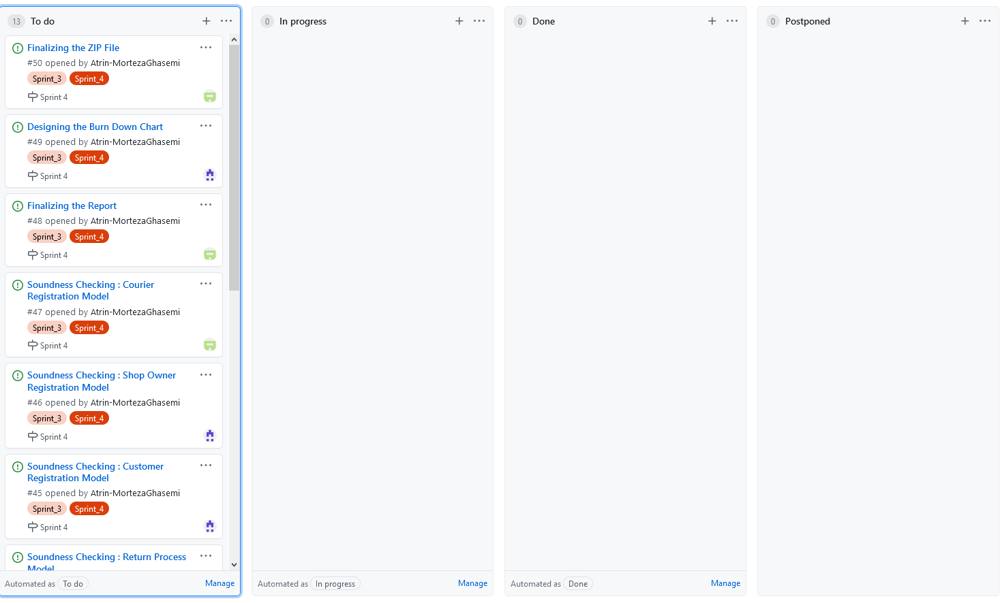 13 To do
Finalizing the ZIP File
#50 opened by Atrin-MortezaGhasemi
Sprint_3 Sprint_4
Sprint 4
Designing the Burn Down Chart
#49 opened by Atrin-MortezaGhasemi
Sprint_3 Sprint_4
Sprint 4
Finalizing the Report
#48 opened by Atrin-MortezaGhasemi
Sprint_3 Sprint_4
Sprint 4
Soundness Checking : Courier
Registration Model
#47 opened by Atrin-MortezaGhasemi
Sprint_3 Sprint_4
Sprint 4
Soundness Checking : Shop Owner
Registration Model
#46 opened by Atrin-MortezaGhasemi
Sprint_3 Sprint_4
Sprint 4
Soundness Checking : Customer
Registration Model
#45 opened by Atrin-MortezaGhasemi
Sprint_3 Sprint_4
Sprint 4
Soundness Checking : Return Process
Model
Automated as To do Manage
0 In progress
Automated as In progress Manage
0 Done
Automated as Done Manage
0 Postponed